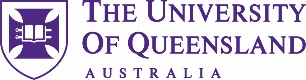 THE UNIVERSITY
OF QUEENSLAND
AUSTRALIA